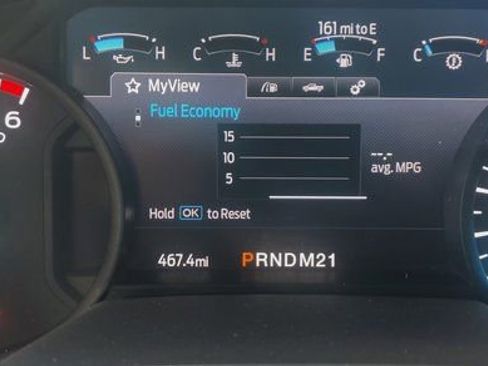 161 mi to E
L H C H E F C
MyView
Fuel Economy
6
15
10
5
--.- avg. MPG
Hold OK to Reset
467.4mi PRNDM21